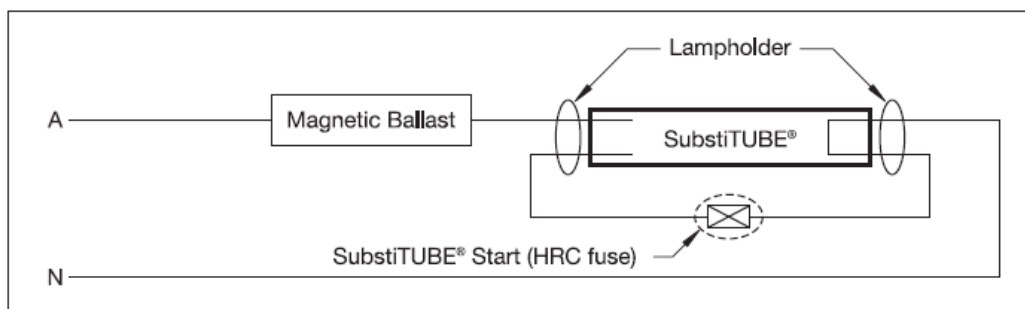 Lampholder
A
Magnetic Ballast
SubstiTUBE®
SubstiTUBE® Start (HRC fuse)
N